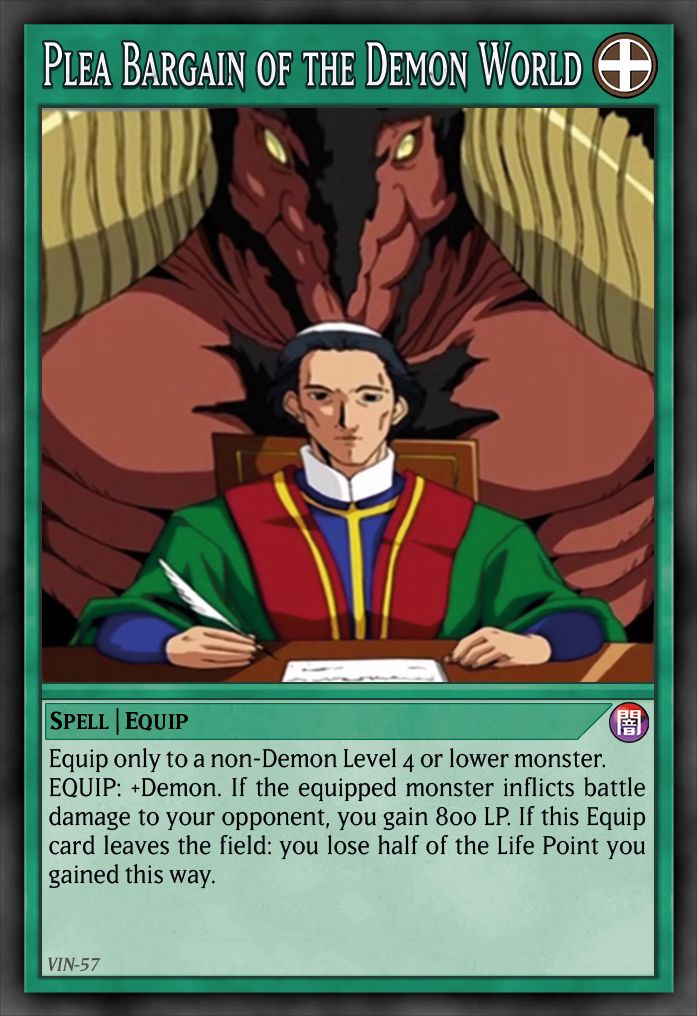 Plea Bargain of the Demon World
Spell | Equip
闇
Equip only to a non-Demon Level 4 or lower monster.
EQUIP: +Demon. If the equipped monster inflicts battle
damage to your opponent, you gain 800 LP. If this Equip
card leaves the field: you lose half of the Life Point you
gained this way.
VIN-57